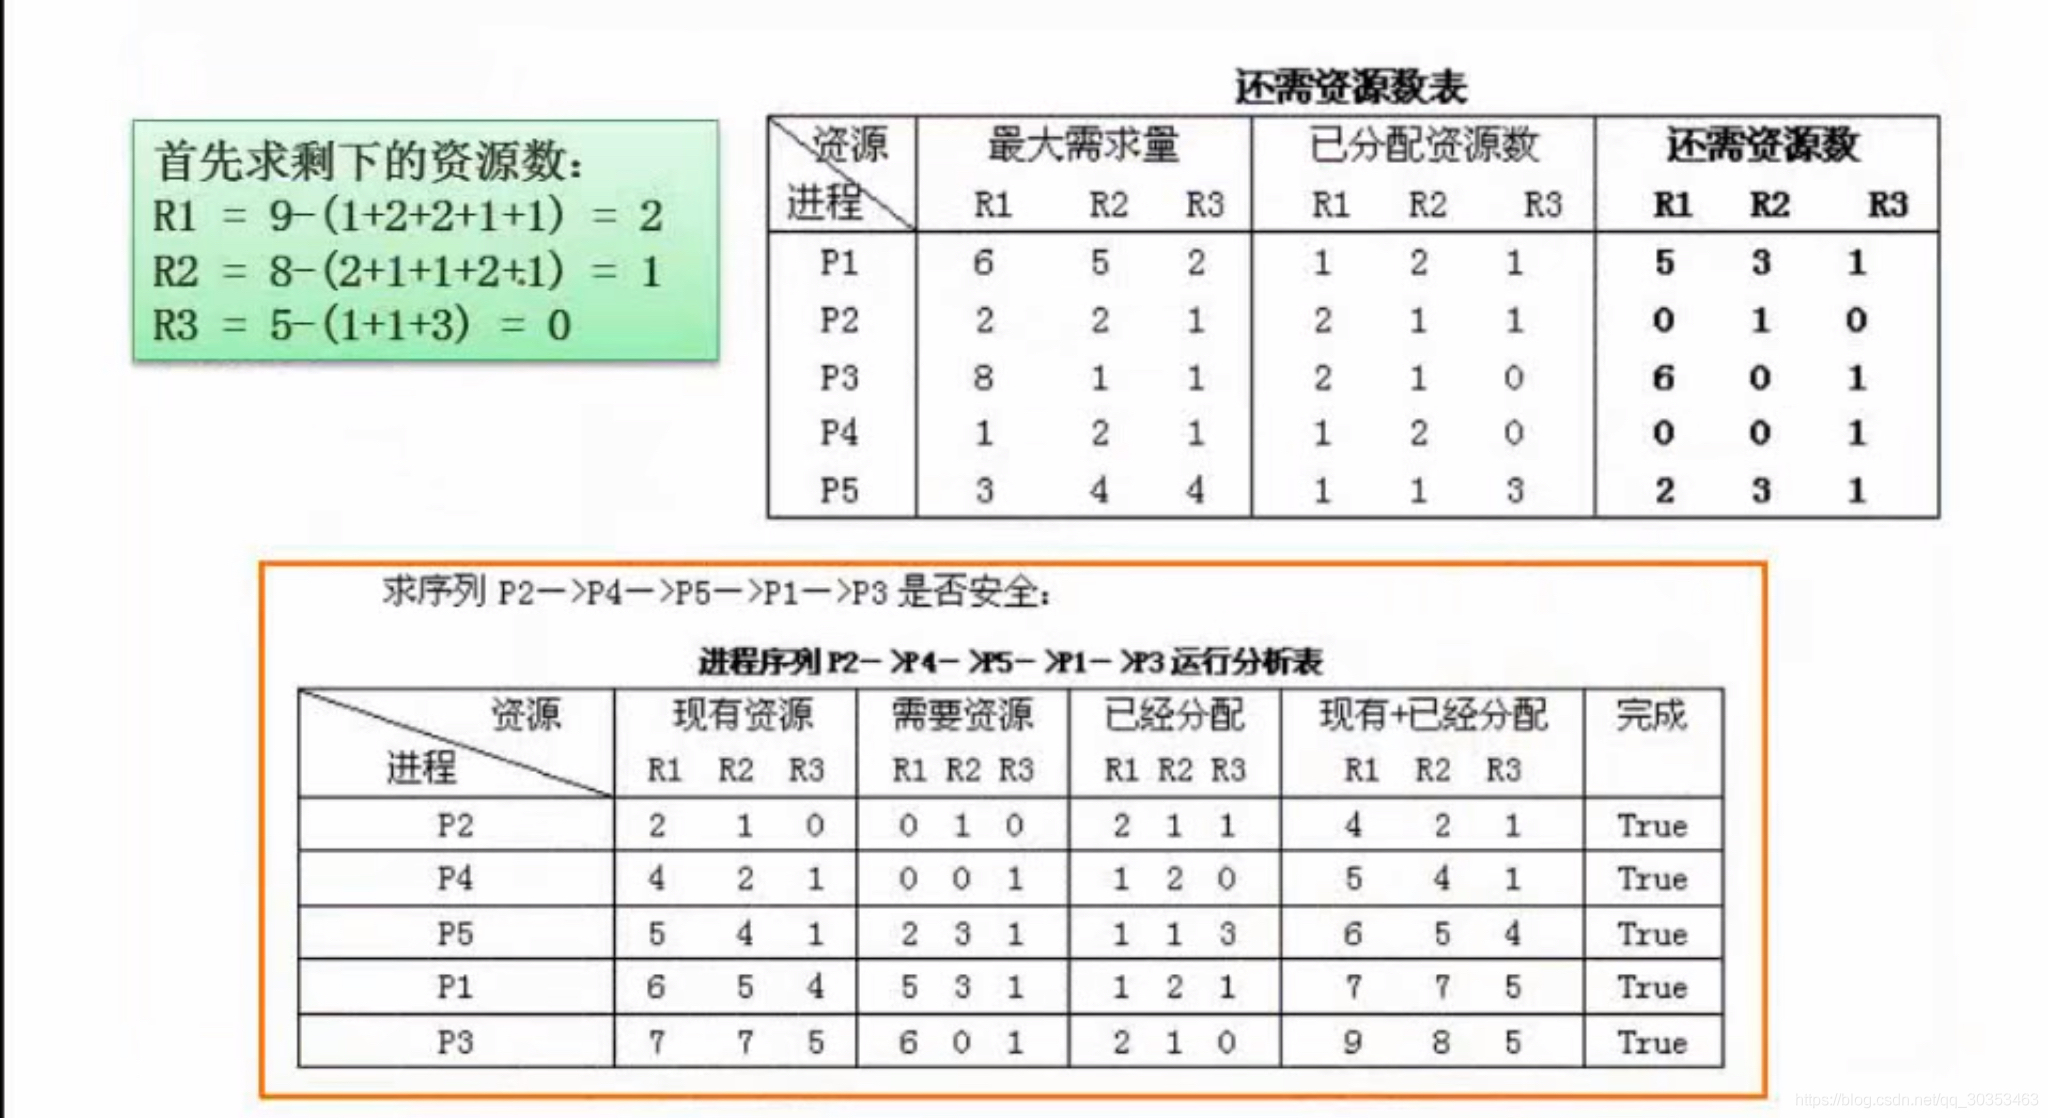 首先求剩下的资源数：
R1 = 9-(1+2+2+1+1) = 2
R2 = 8-(2+1+1+2+1) = 1
R3 = 5-(1+1+3) = 0
还需资源数表
资源 最大需求量 已分配资源数 还需资源数
进程 R1 R2 R3 R1 R2 R3 R1 R2 R3
P1 6 5 2 1 2 1 5 3 1
P2 2 2 1 2 1 1 0 1 0
P3 8 1 1 2 1 0 6 0 1
P4 1 2 1 1 2 0 0 0 1
P5 3 4 4 1 1 3 2 3 1
求序列 P2—>P4—>P5—>P1—>P3 是否安全：
进程序列 P2—>P4—>P5—>P1—>P3 运行分析表
资源 现有资源 需要资源 已经分配 现有+已经分配 完成
进程 R1 R2 R3 R1 R2 R3 R1 R2 R3 R1 R2 R3
P2 2 1 0 0 1 0 2 1 1 4 2 1 True
P4 4 2 1 0 0 1 1 2 0 5 4 1 True
P5 5 4 1 2 3 1 1 1 3 6 5 4 True
P1 6 5 4 5 3 1 1 2 1 7 7 5 True
P3 7 7 5 6 0 1 2 1 0 9 8 5 True
https://blog.csdn.net/qq_30353463